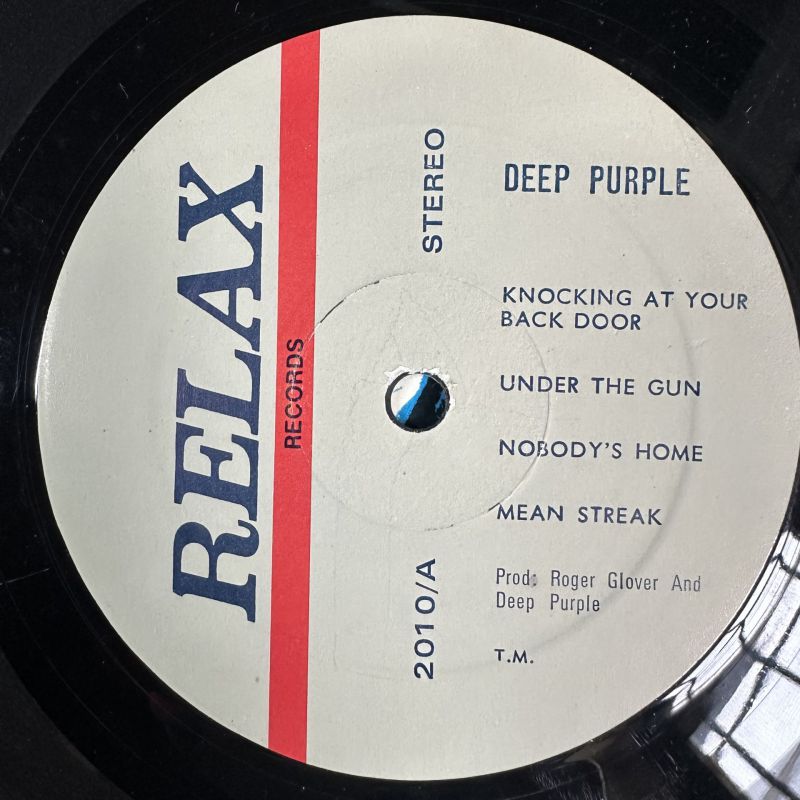 RELAX
RECORDS
STEREO
2010/A
DEEP PURPLE
KNOCKING AT YOUR
BACK DOOR
UNDER THE GUN
NOBODY'S HOME
MEAN STREAK
Prod: Roger Glover And
Deep Purple
T.M.